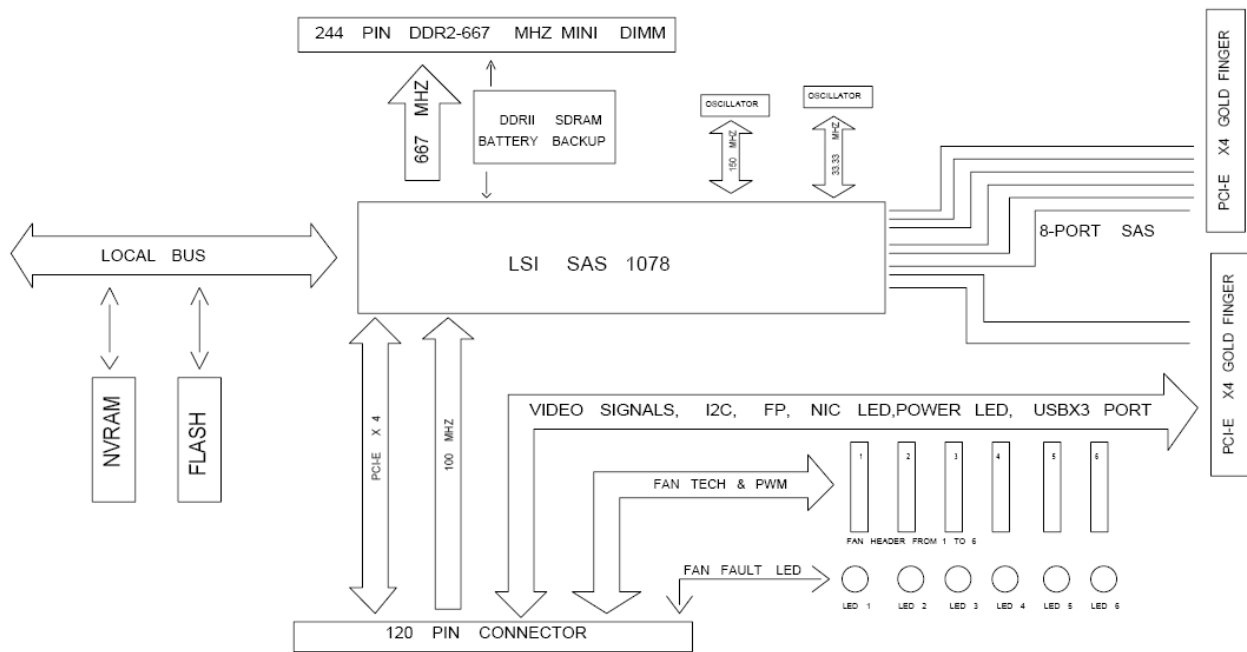 244 PIN DDR2-667 MHZ MINI DIMM
667 MHZ
DDRII SDRAM
BATTERY BACKUP
OSCILLATOR
150 MHZ
OSCILLATOR
33.33 MHZ
PCI-E X4 GOLD FINGER
8-PORT SAS
LOCAL BUS
LSI SAS 1078
PCI-E X4 GOLD FINGER
NVRAM
FLASH
PCI-E X 4
100 MHZ
VIDEO SIGNALS, I2C, FP, NIC LED,POWER LED, USBX3 PORT
FAN TECH & PWM
1 2 3 4 5 6
FAN HEADER FROM 1 TO 6
FAN FAULT LED
LED 1 LED 2 LED 3 LED 4 LED 5 LED 6
120 PIN CONNECTOR